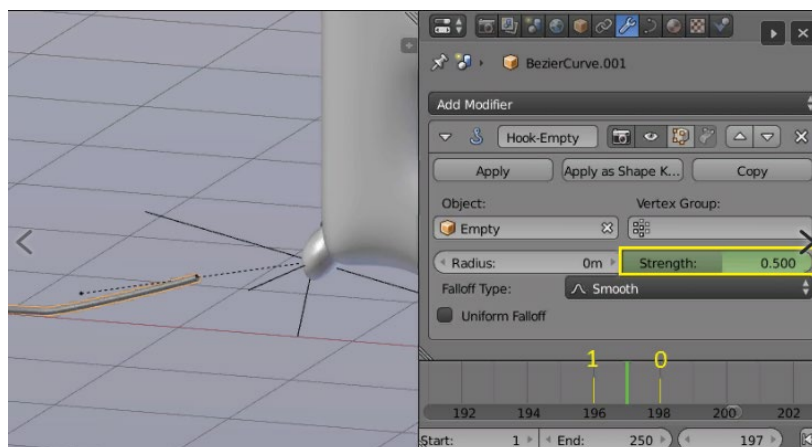 BezierCurve.001
Add Modifier
Hook-Empty
Apply
Apply as Shape K...
Copy
Object:
Vertex Group:
Empty
Radius: 0m
Strength: 0.500
Falloff Type:
Smooth
Uniform Falloff
1 0
192 194 196 198 200 202
Start: 1
End: 250
197